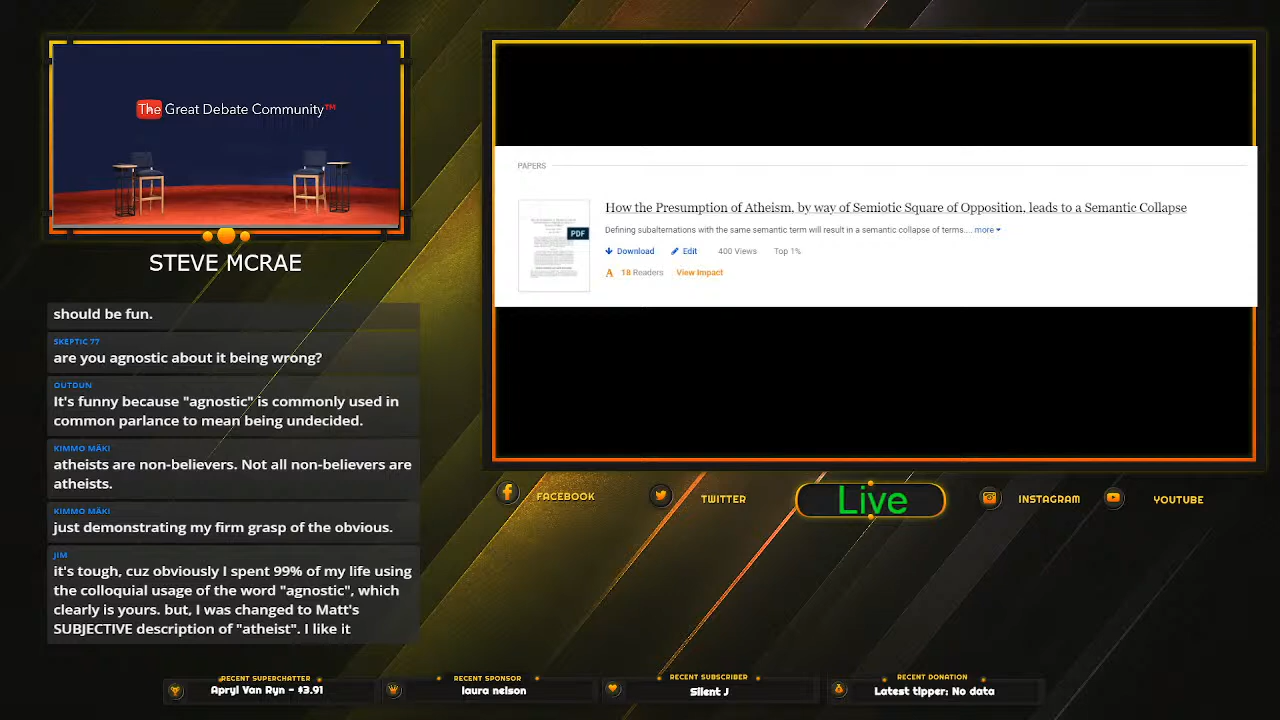 The Great Debate Community™
STEVE MCRAE
should be fun.
SKEPTIC 77
are you agnostic about it being wrong?
OUTDUN
It's funny because "agnostic" is commonly used in
common parlance to mean being undecided.
KIMMO MÄKI
atheists are non-believers. Not all non-believers are
atheists.
KIMMO MÄKI
just demonstrating my firm grasp of the obvious.
JIM
it's tough, cuz obviously I spent 99% of my life using
the colloquial usage of the word "agnostic", which
clearly is yours. but, I was changed to Matt's
SUBJECTIVE description of "atheist". I like it
PAPERS
How the Presumption of Atheism, by way of Semiotic Square of Opposition, leads to a Semantic Collapse
Defining subalternations with the same semantic term will result in a semantic collapse of terms.... more
PDF
Download Edit 400 Views Top 1%
18 Readers View Impact
FACEBOOK
TWITTER
Live
INSTAGRAM
YOUTUBE
RECENT SUPERCHATTER
Apryl Van Ryn - $3.91
RECENT SPONSOR
laura nelson
RECENT SUBSCRIBER
Silent J
RECENT DONATION
Latest tipper: No data